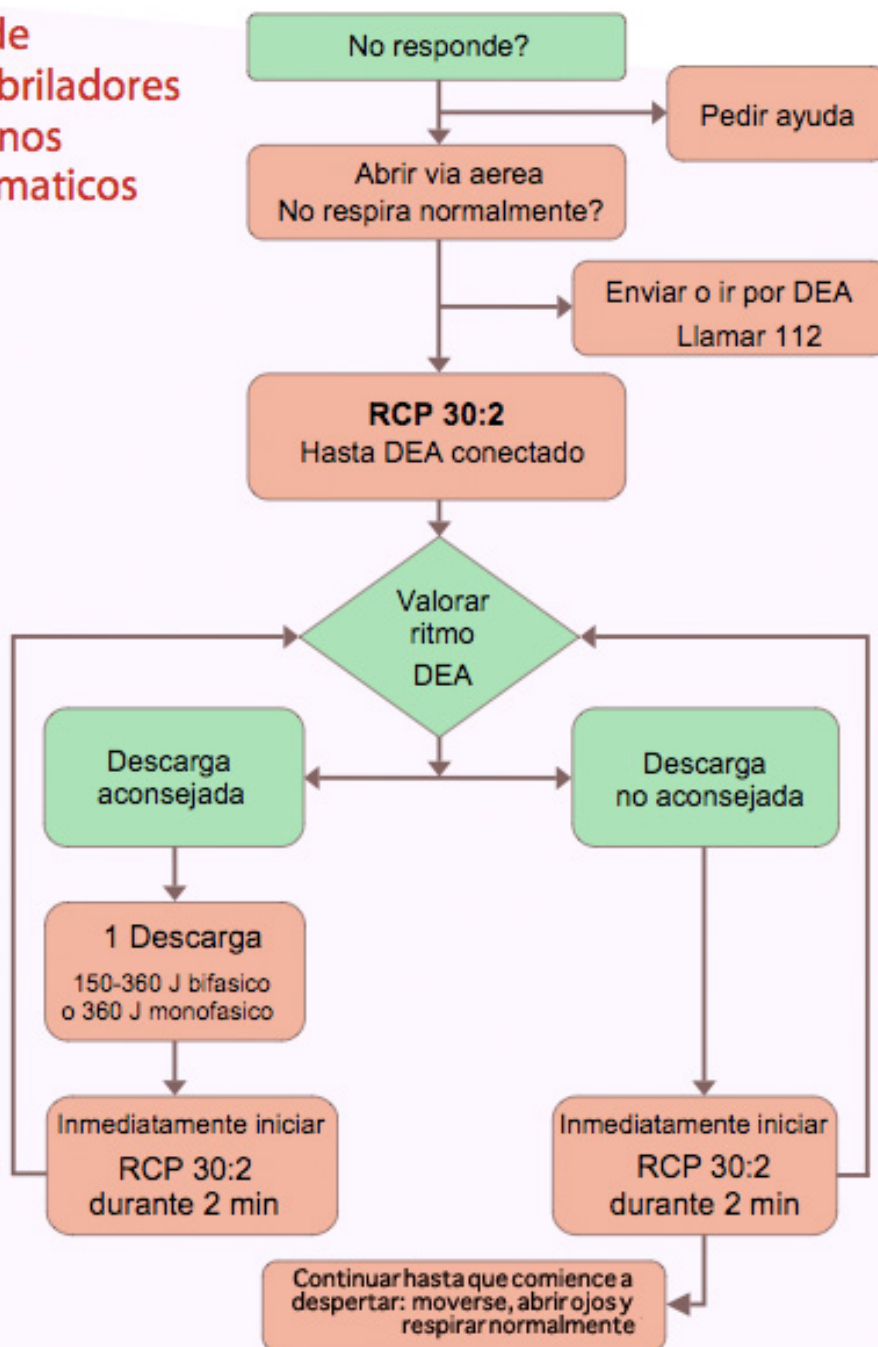 de
briladores
nos
maticos
No responde?
Pedir ayuda
Abrir via aerea
No respira normalmente?
Enviar o ir por DEA
Llamar 112
RCP 30:2
Hasta DEA conectado
Valorar
ritmo
DEA
Descarga
aconsejada
Descarga
no aconsejada
1 Descarga
150-360 J bifasico
o 360 J monofasico
Inmediatamente iniciar
RCP 30:2
durante 2 min
Inmediatamente iniciar
RCP 30:2
durante 2 min
Continuar hasta que comience a
despertar: moverse, abrir ojos y
respirar normalmente